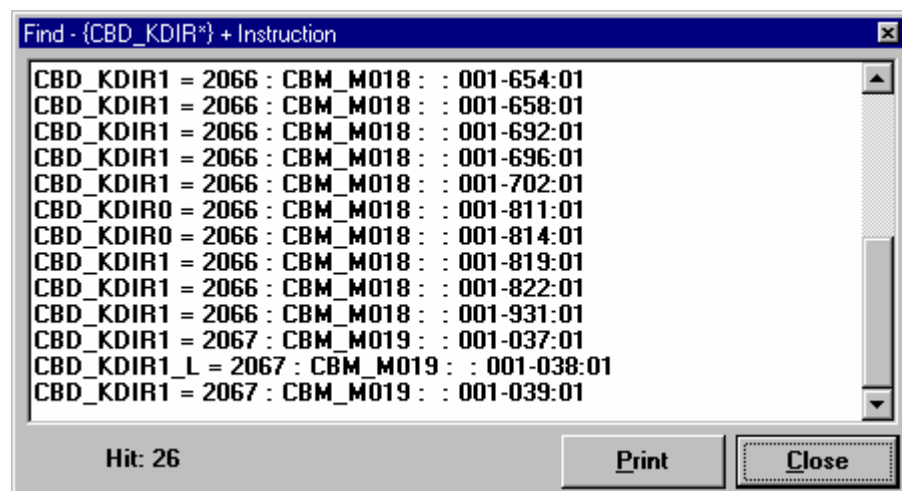 Find - {CBD_KDIR*} + Instruction
CBD_KDIR1 = 2066 : CBM_M018 : : 001-654:01
CBD_KDIR1 = 2066 : CBM_M018 : : 001-658:01
CBD_KDIR1 = 2066 : CBM_M018 : : 001-692:01
CBD_KDIR1 = 2066 : CBM_M018 : : 001-696:01
CBD_KDIR1 = 2066 : CBM_M018 : : 001-702:01
CBD_KDIR0 = 2066 : CBM_M018 : : 001-811:01
CBD_KDIR0 = 2066 : CBM_M018 : : 001-814:01
CBD_KDIR1 = 2066 : CBM_M018 : : 001-819:01
CBD_KDIR1 = 2066 : CBM_M018 : : 001-822:01
CBD_KDIR1 = 2066 : CBM_M018 : : 001-931:01
CBD_KDIR1 = 2067 : CBM_M019 : : 001-037:01
CBD_KDIR1_L = 2067 : CBM_M019 : : 001-038:01
CBD_KDIR1 = 2067 : CBM_M019 : : 001-039:01
Hit: 26 Print Close